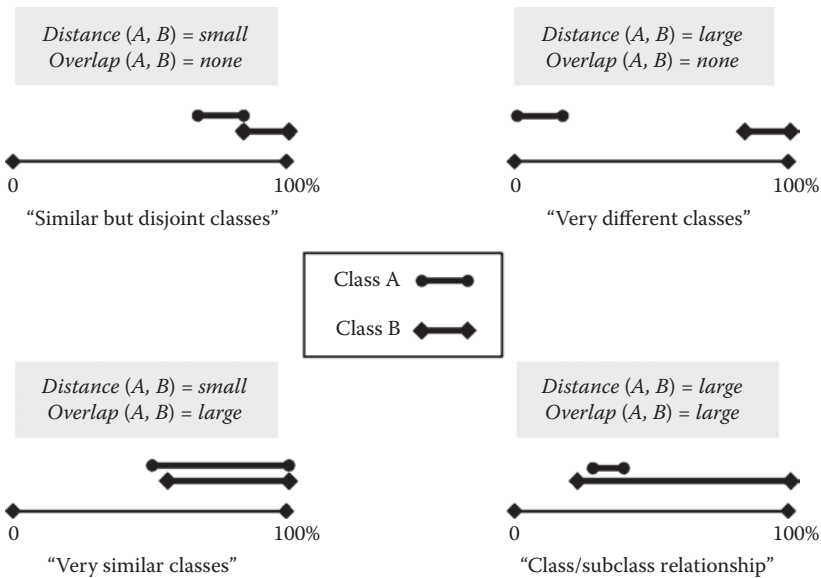 Distance (A, B) = small
Overlap (A, B) = none
0
100%
“Similar but disjoint classes”
Distance (A, B) = large
Overlap (A, B) = none
0
100%
“Very different classes”
Class A
Class B
Distance (A, B) = small
Overlap (A, B) = large
0
100%
“Very similar classes”
Distance (A, B) = large
Overlap (A, B) = large
0
100%
“Class/subclass relationship”